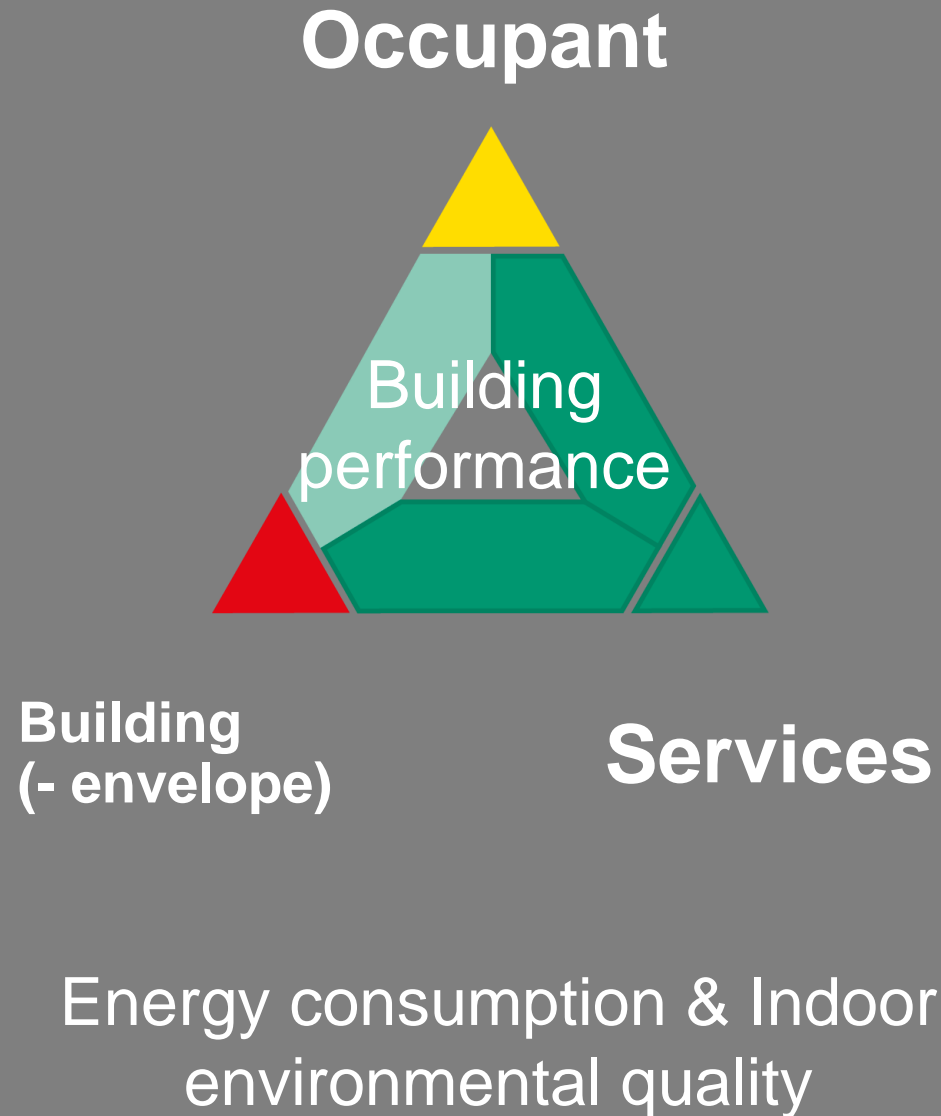 Occupant
Building
performance
Building
(- envelope)
Services
Energy consumption & Indoor
environmental quality